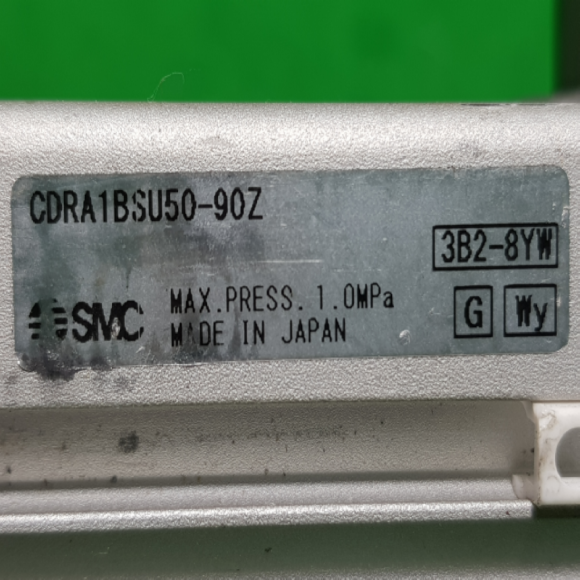 CDRA1BSU50-90Z
3B2-8YW
SMC MAX.PRESS. 1.0MPa
MADE IN JAPAN
G Wy